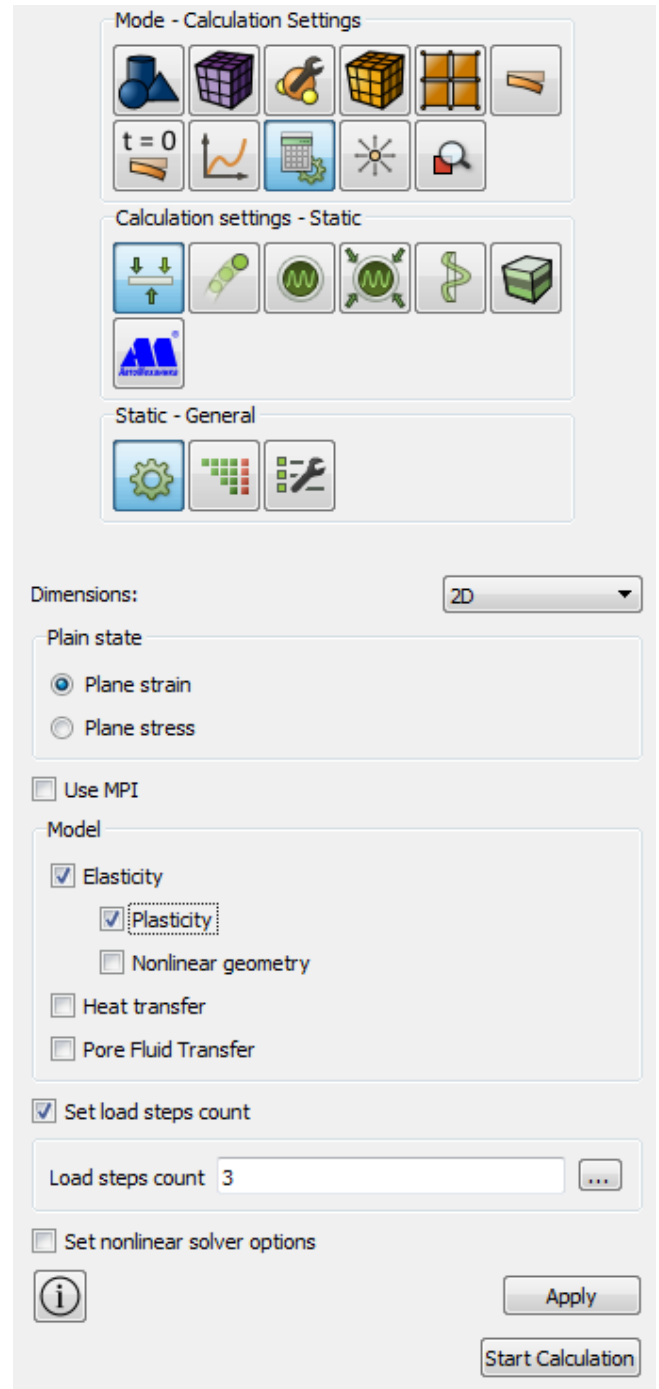 Mode - Calculation Settings
t = 0
Calculation settings - Static
®
Static - General
Dimensions: 2D
Plain state
Plane strain
Plane stress
Use MPI
Model
Elasticity
Plasticity
Nonlinear geometry
Heat transfer
Pore Fluid Transfer
Set load steps count
Load steps count 3 ...
Set nonlinear solver options
i
Apply
Start Calculation